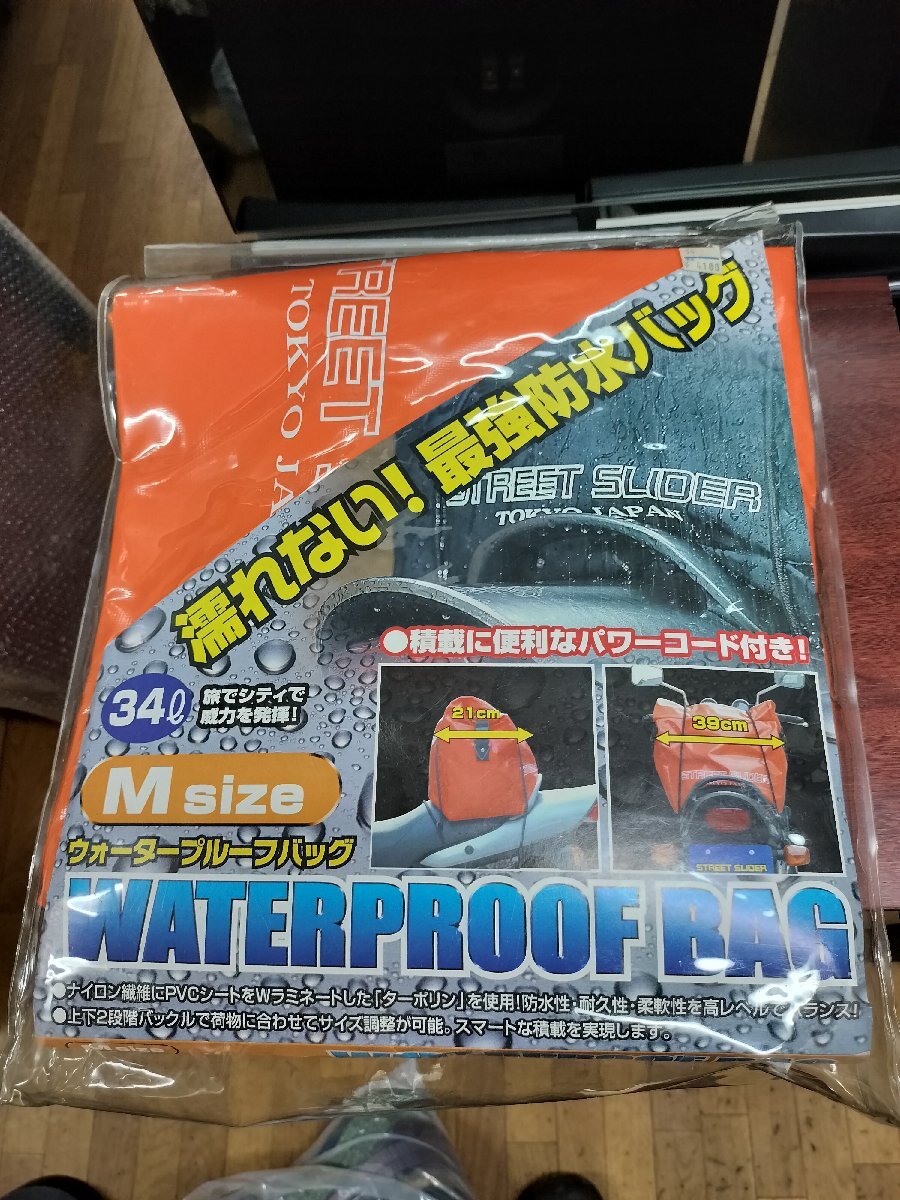 REET
TOKYO JA
4180
濡れない!最強防水バッグ
STREET SLIDER
TOKYO JAPAN
●積載に便利なパワーコード付き!
34ℓ
旅でシティで
威力を発揮!
21cm
39cm
STREET SLIDER
M size
STREET SLIDER
ウォータープルーフバッグ
WATERPROOF BAG
●ナイロン繊維にPVCシートをWラミネートした「ターポリン」を使用!防水性・耐久性・柔軟性を高レベルでバランス!
●上下2段階バックルで荷物に合わせてサイズ調整が可能。スマートな積載を実現します。